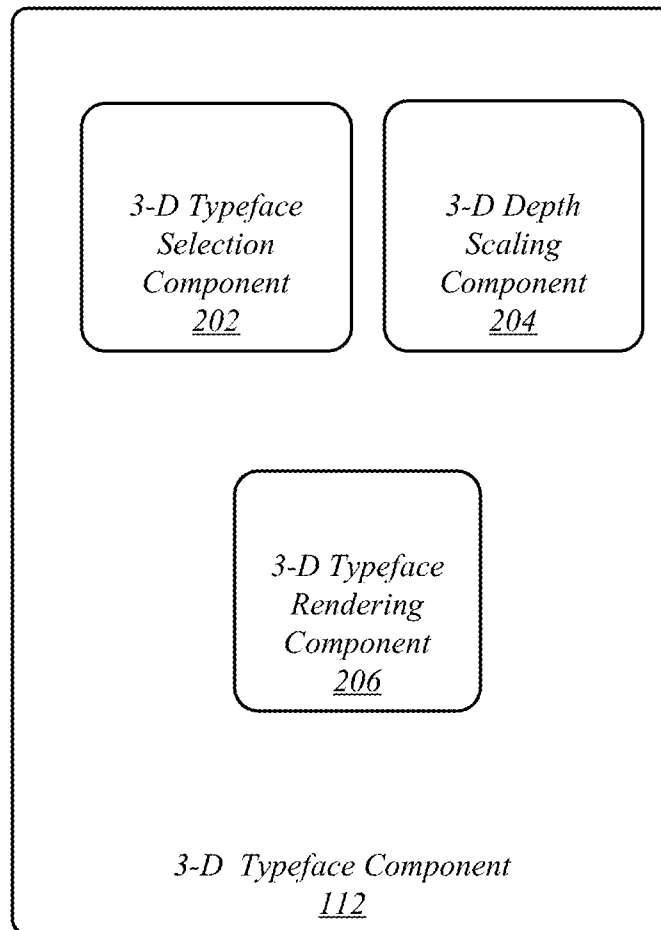 3-D Typeface
Selection
Component
202
3-D Depth
Scaling
Component
204
3-D Typeface
Rendering
Component
206
3-D Typeface Component
112